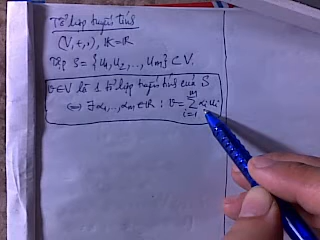 Tổ hợp tuyến tính
(V, +, ·), K = ℝ
Tập S = {u₁, u₂, .., uₘ} ⊂ V.
v ∈ V là 1 tổ hợp tuyến tính của S
⇔ ∃ α₁, .., αₘ ∈ ℝ : v = ∑ᵢ₌₁ᵐ αᵢ uᵢ